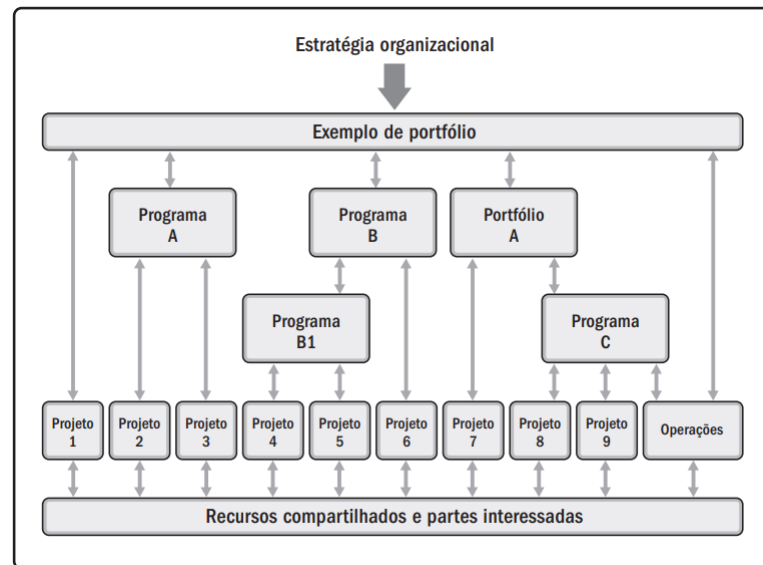 Estratégia organizacional
Exemplo de portfólio
Programa
A
Programa
B
Portfólio
A
Programa
B1
Programa
C
Projeto
1
Projeto
2
Projeto
3
Projeto
4
Projeto
5
Projeto
6
Projeto
7
Projeto
8
Projeto
9
Operações
Recursos compartilhados e partes interessadas